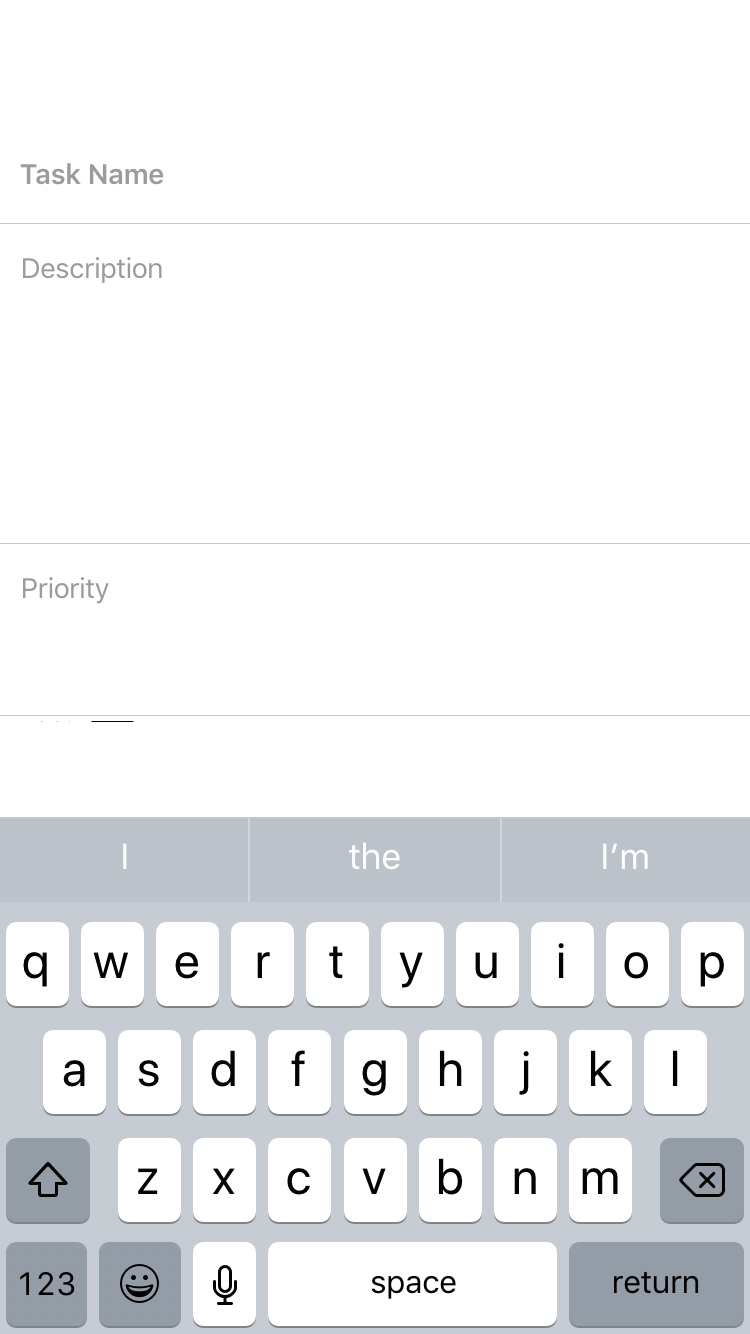 Task Name
Description
Priority
I the I’m
q w e r t y u i o p
a s d f g h j k l
z x c v b n m
123 space return